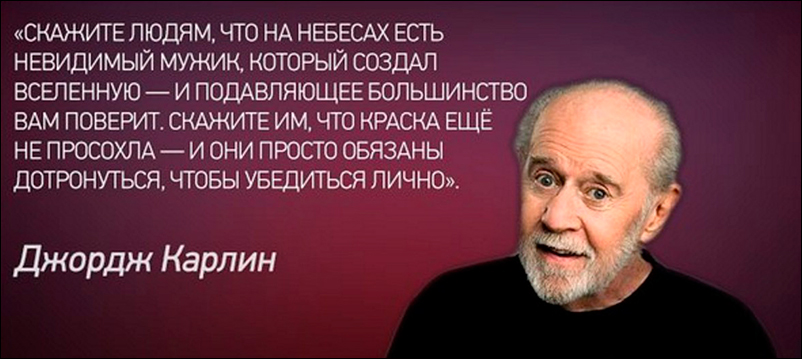 «СКАЖИТЕ ЛЮДЯМ, ЧТО НА НЕБЕСАХ ЕСТЬ
НЕВИДИМЫЙ МУЖИК, КОТОРЫЙ СОЗДАЛ
ВСЕЛЕННУЮ — И ПОДАВЛЯЮЩЕЕ БОЛЬШИНСТВО
ВАМ ПОВЕРИТ. СКАЖИТЕ ИМ, ЧТО КРАСКА ЕЩЁ
НЕ ПРОСОХЛА — И ОНИ ПРОСТО ОБЯЗАНЫ
ДОТРОНУТЬСЯ, ЧТОБЫ УБЕДИТЬСЯ ЛИЧНО».
Джордж Карлин